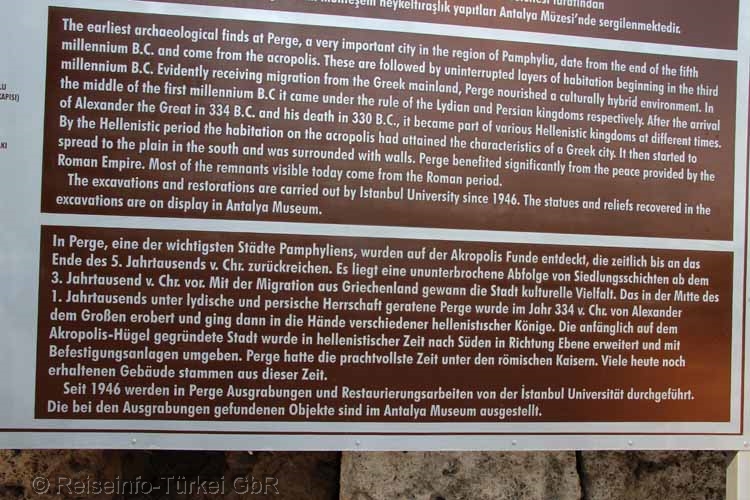 muhteşem heykeltıraşlık yapıtları Antalya Müzesi'nde sergilenmektedir.
The earliest archaeological finds at Perge, a very important city in the region of Pamphylia, date from the end of the fifth
millennium B.C. and come from the acropolis. These are followed by uninterrupted layers of habitation beginning in the third
millennium B.C. Evidently receiving migration from the Greek mainland, Perge nourished a culturally hybrid environment. In
the middle of the first millennium B.C it came under the rule of the Lydian and Persian kingdoms respectively. After the arrival
of Alexander the Great in 334 B.C. and his death in 330 B.C., it became part of various Hellenistic kingdoms at different times.
By the Hellenistic period the habitation on the acropolis had attained the characteristics of a Greek city. It then started to
spread to the plain in the south and was surrounded with walls. Perge benefited significantly from the peace provided by the
Roman Empire. Most of the remnants visible today come from the Roman period.
The excavations and restorations are carried out by Istanbul University since 1946. The statues and reliefs recovered in the
excavations are on display in Antalya Museum.
In Perge, eine der wichtigsten Städte Pamphyliens, wurden auf der Akropolis Funde entdeckt, die zeitlich bis an das
Ende des 5. Jahrtausends v. Chr. zurückreichen. Es liegt eine ununterbrochene Abfolge von Siedlungsschichten ab dem
3. Jahrtausend v. Chr. vor. Mit der Migration aus Griechenland gewann die Stadt kulturelle Vielfalt. Das in der Mitte des
1. Jahrtausends unter lydische und persische Herrschaft geratene Perge wurde im Jahr 334 v. Chr. von Alexander
dem Großen erobert und ging dann in die Hände verschiedener hellenistischer Könige. Die anfänglich auf dem
Akropolis-Hügel gegründete Stadt wurde in hellenistischer Zeit nach Süden in Richtung Ebene erweitert und mit
Befestigungsanlagen umgeben. Perge hatte die prachtvollste Zeit unter den römischen Kaisern. Viele heute noch
erhaltenen Gebäude stammen aus dieser Zeit.
Seit 1946 werden in Perge Ausgrabungen und Restaurierungsarbeiten von der İstanbul Universität durchgeführt.
Die bei den Ausgrabungen gefundenen Objekte sind im Antalya Museum ausgestellt.
© Reiseinfo-Türkei GbR